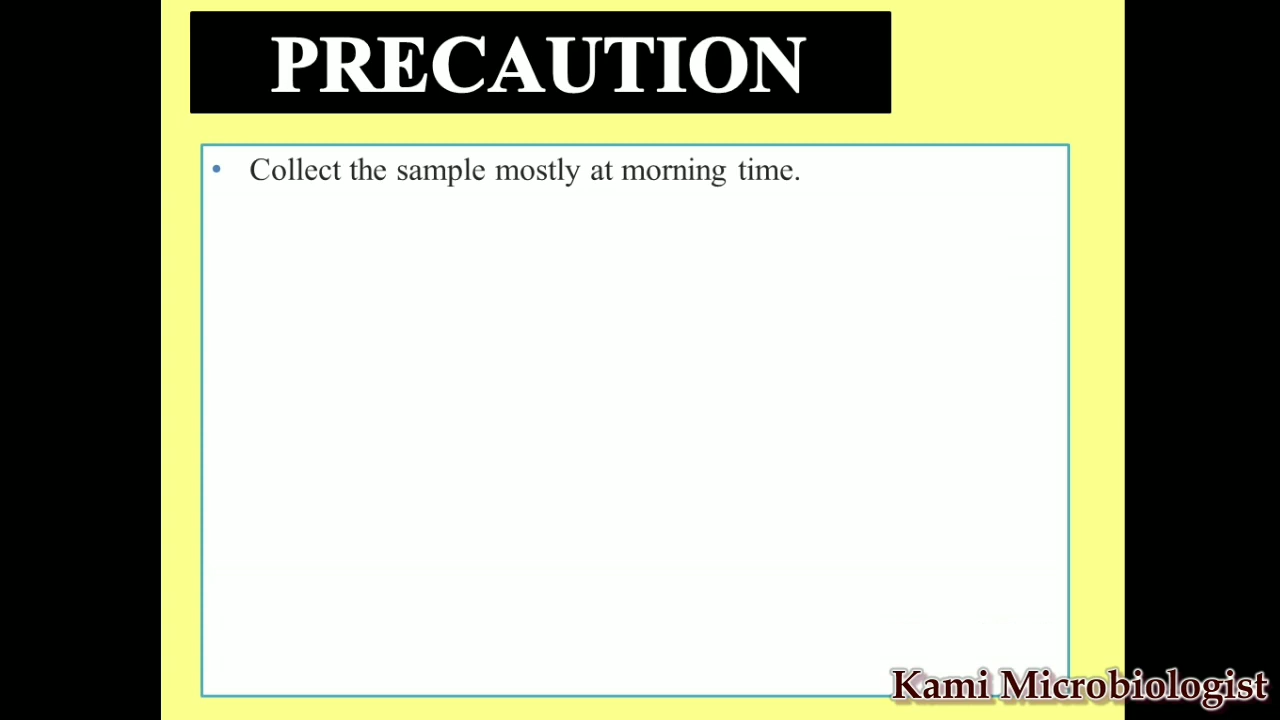 PRECAUTION
• Collect the sample mostly at morning time.
Kami Microbiologist